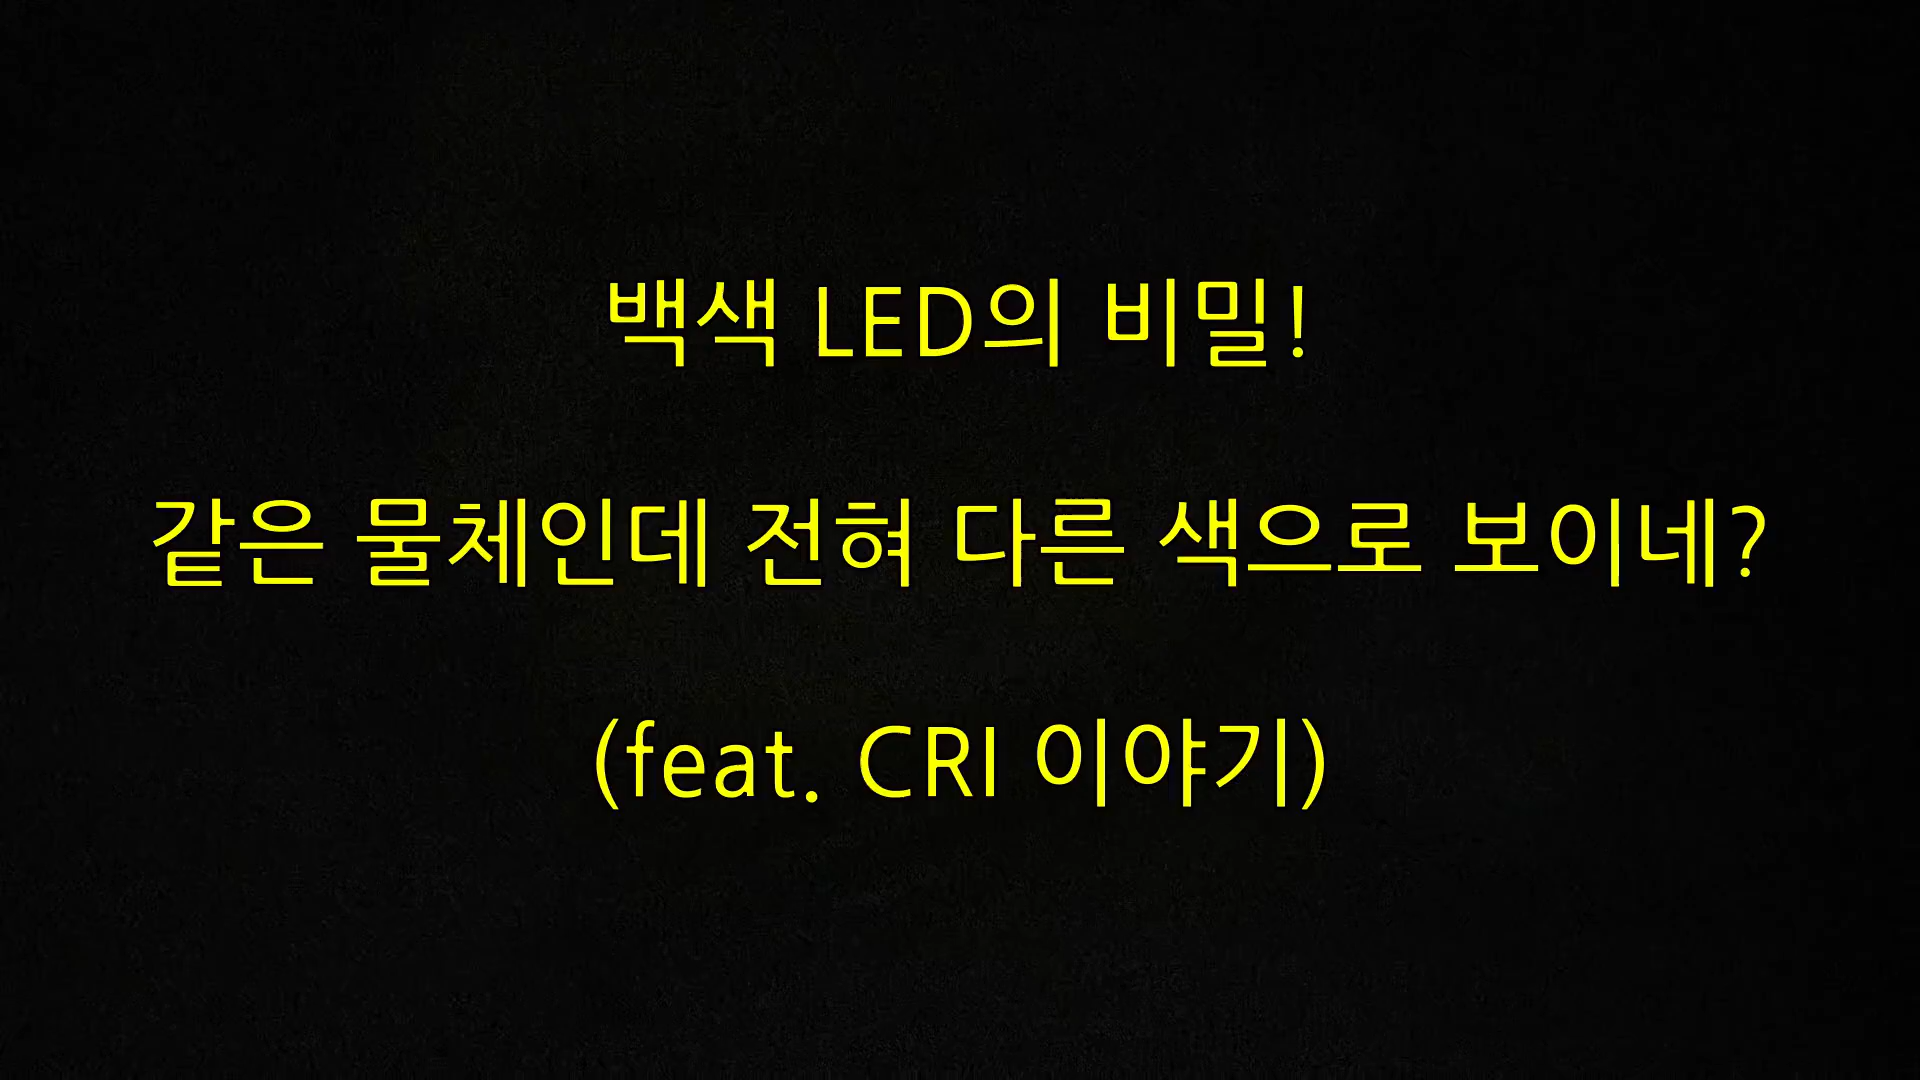 백색 LED의 비밀!
같은 물체인데 전혀 다른 색으로 보이네?
(feat. CRI 이야기)